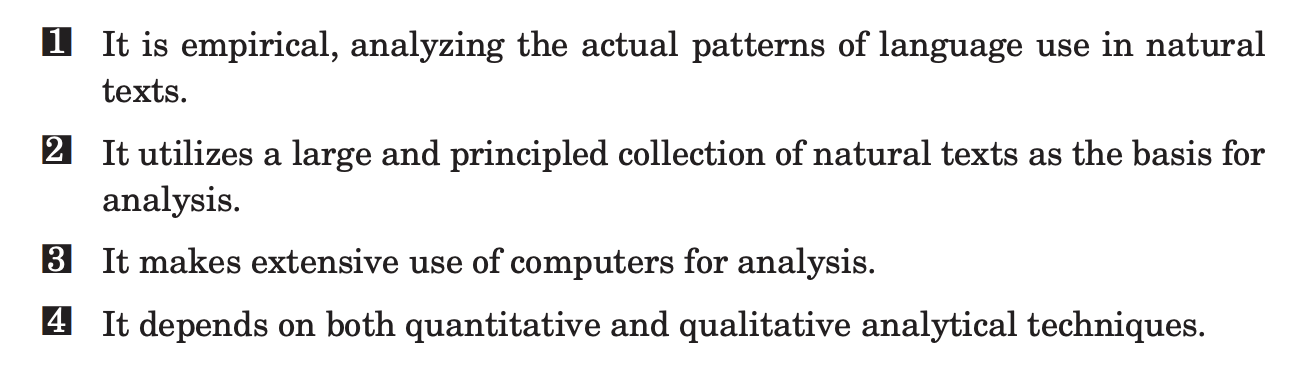 1 It is empirical, analyzing the actual patterns of language use in natural
texts.
2 It utilizes a large and principled collection of natural texts as the basis for
analysis.
3 It makes extensive use of computers for analysis.
4 It depends on both quantitative and qualitative analytical techniques.